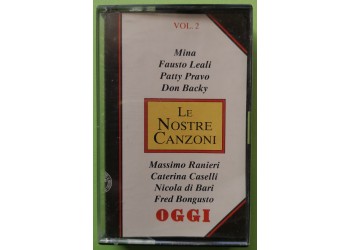 VOL. 2
Mina
Fausto Leali
Patty Pravo
Don Backy
LE
NOSTRE
CANZONI
Massimo Ranieri
Caterina Caselli
Nicola di Bari
Fred Bongusto
OGGI